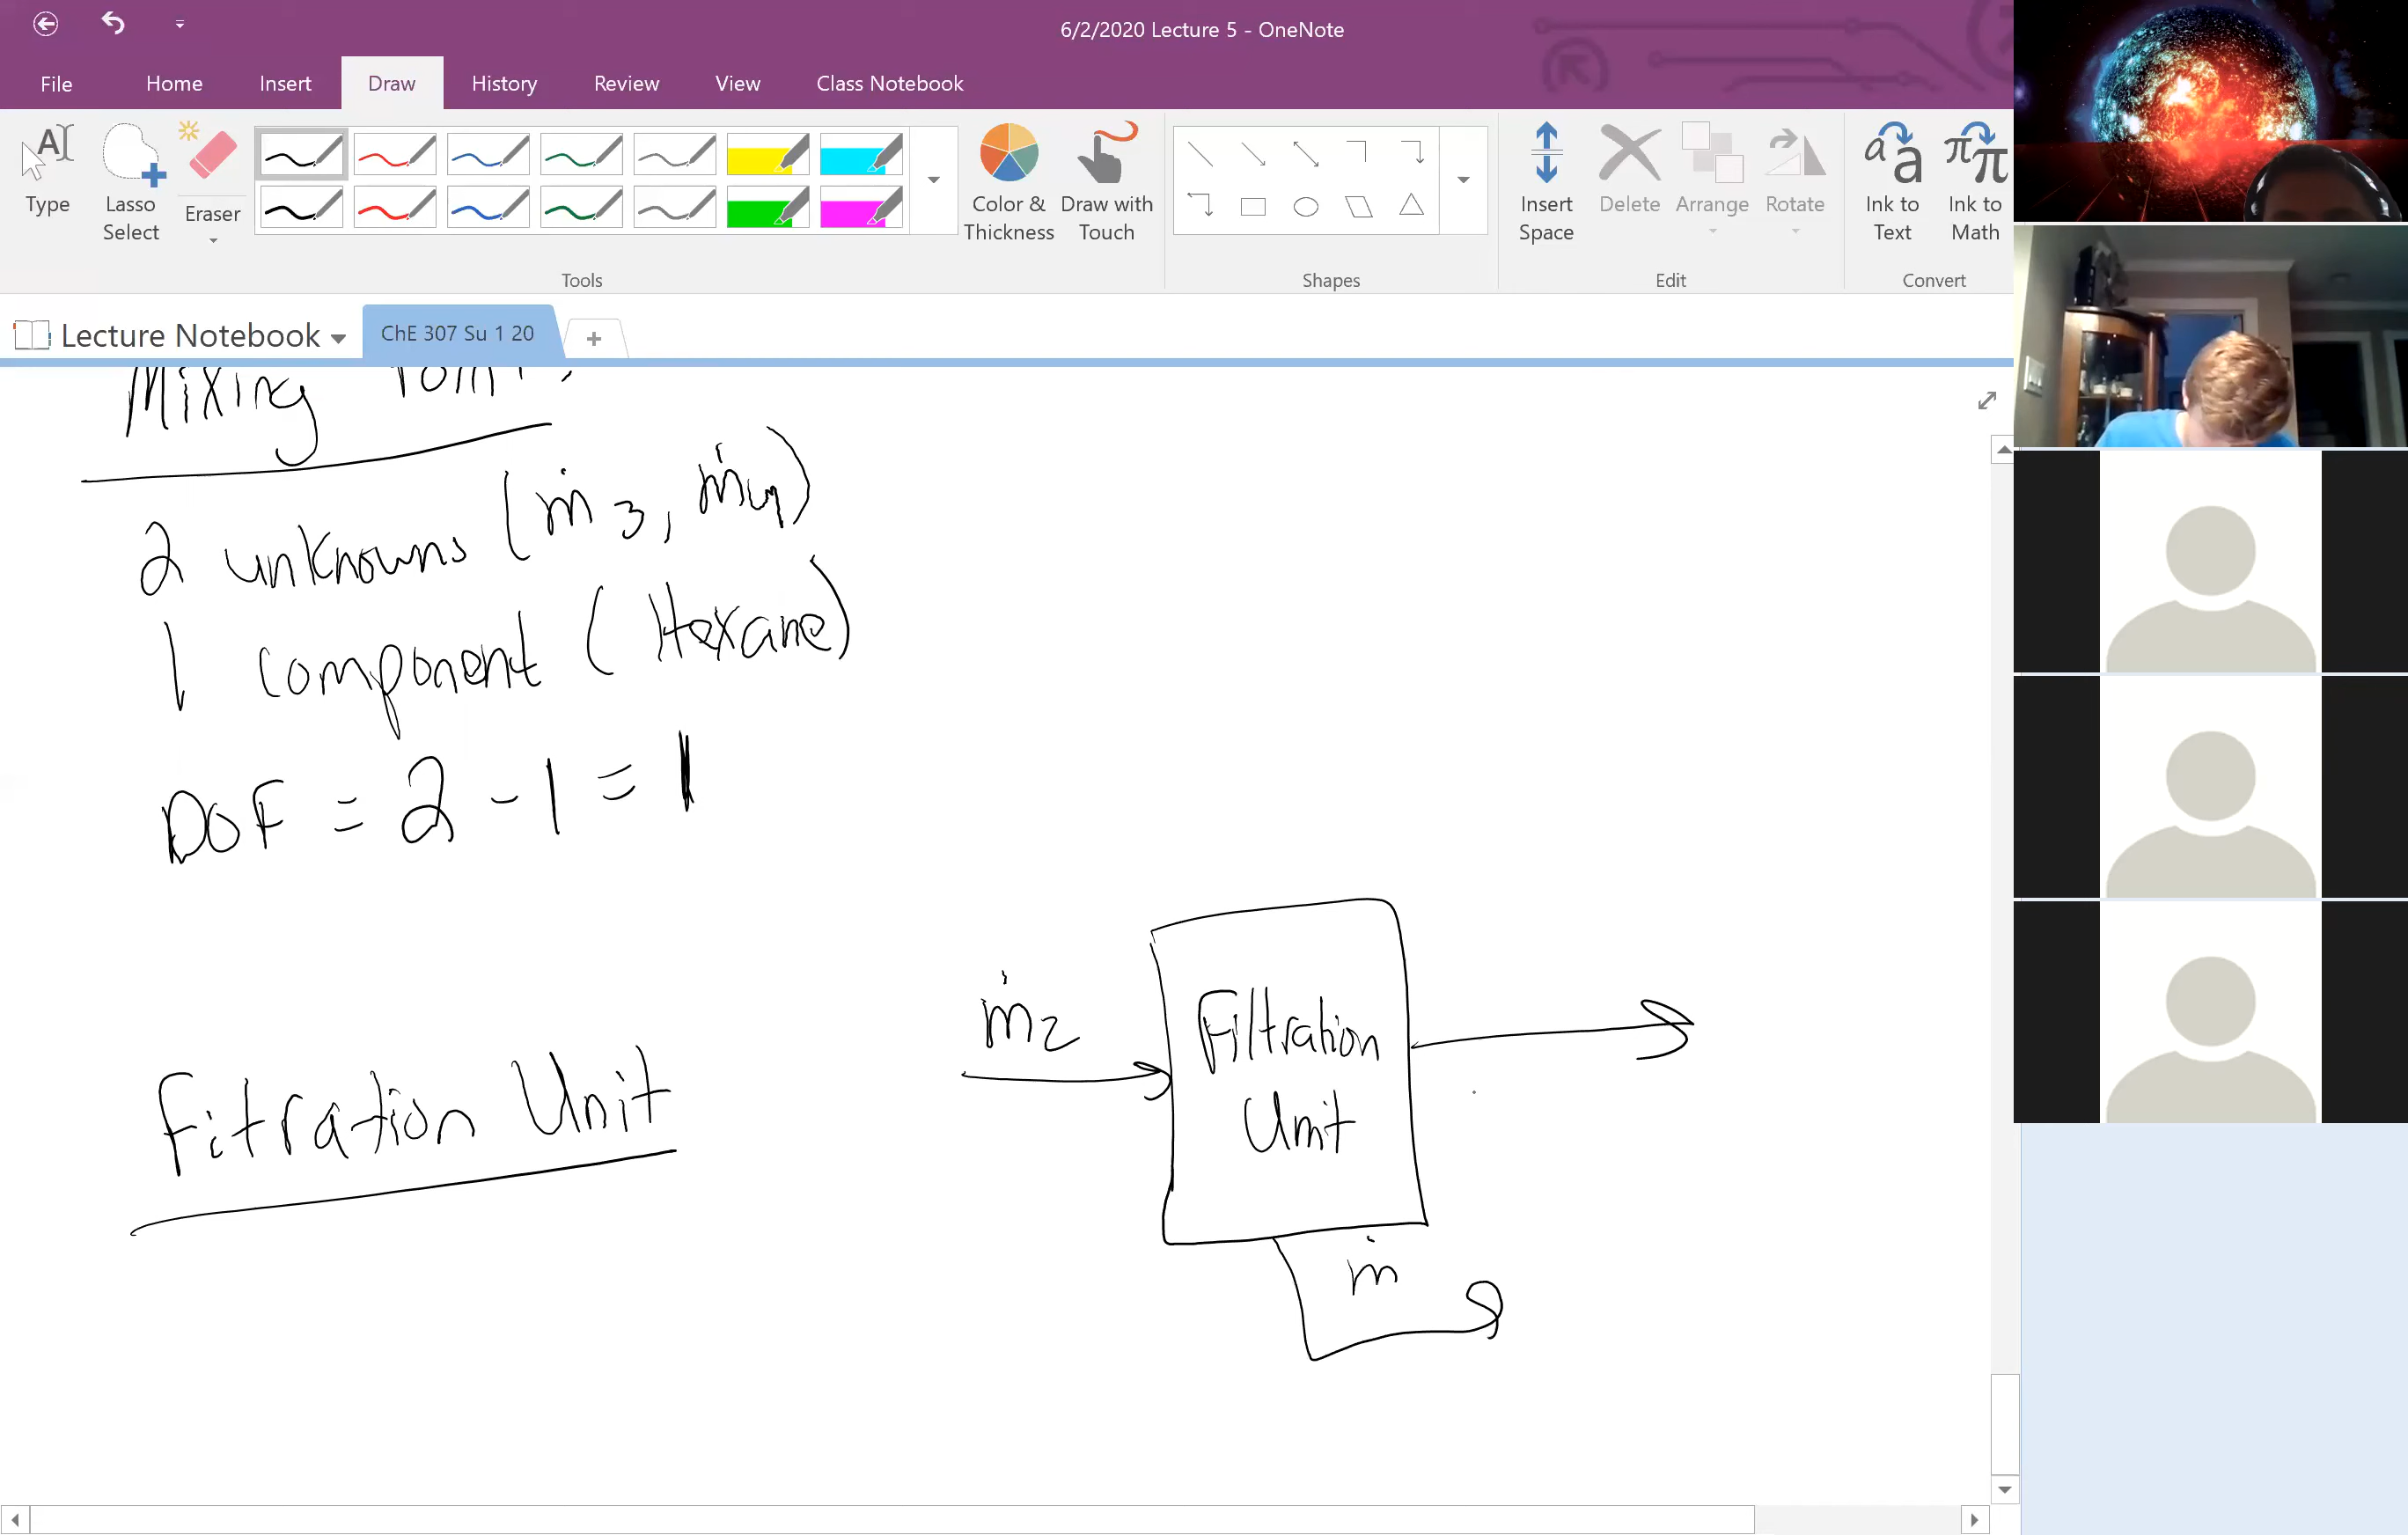 6/2/2020 Lecture 5 - OneNote
File Home Insert Draw History Review View Class Notebook
Type
Lasso Select
Eraser
Color & Thickness
Draw with Touch
Insert Space
Delete
Arrange
Rotate
Ink to Text
Ink to Math
Tools Shapes Edit Convert
Lecture Notebook ChE 307 Su 1 20 +
Mixing Point:
2 unknowns (ṁ3, ṁ4)
1 component (Hexane)
DOF = 2 - 1 = 1
Fitration Unit
ṁ2
Filtration
Unit
ṁ